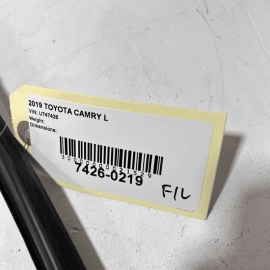 2019 TOYOTA CAMRY L
VIN: U747426
Weight:
Dimensions:
7426-0219
F/L